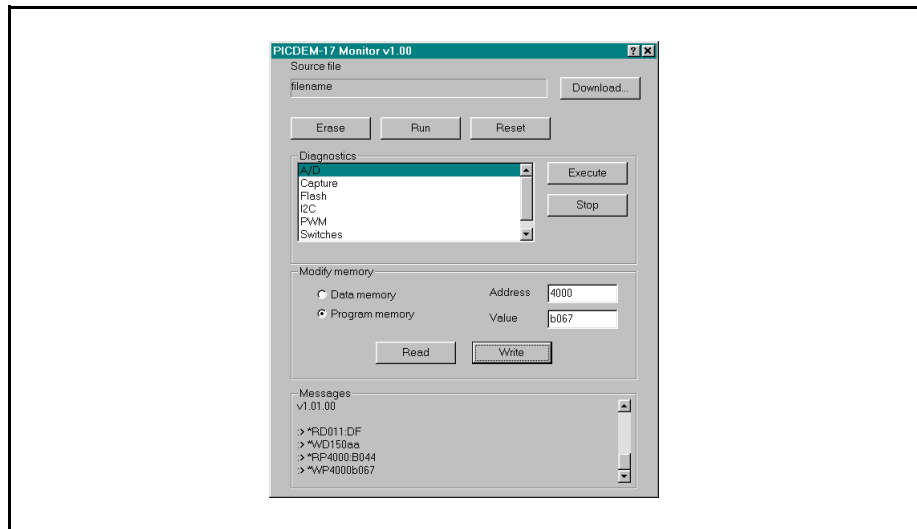 PICDEM-17 Monitor v1.00
Source file
filename
Download...
Erase Run Reset
Diagnostics
A/D
Capture
Flash
I2C
PWM
Switches
Execute
Stop
Modify memory
Data memory
Program memory
Address 4000
Value b067
Read Write
Messages
v1.01.00
:> *RD011:DF
:> *WD150aa
:> *RP4000:B044
:> *WP4000b067